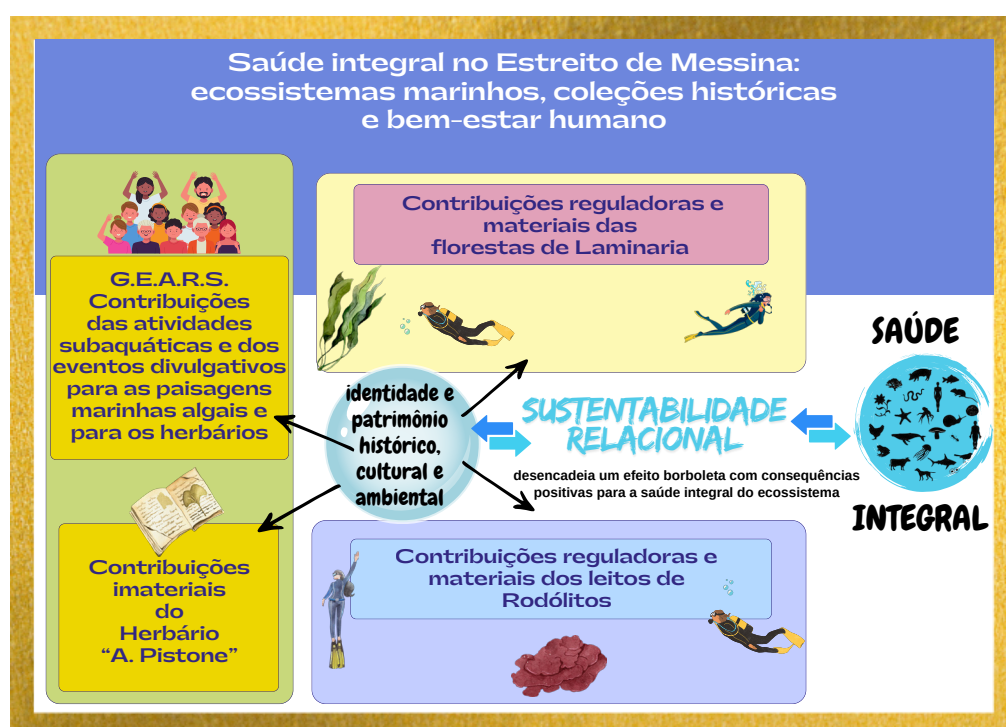 Saúde integral no Estreito de Messina:
ecossistemas marinhos, coleções históricas
e bem-estar humano
G.E.A.R.S.
Contribuições
das atividades
subaquáticas e dos
eventos divulgativos
para as paisagens
marinhas algais e
para os herbários
Contribuições
imateriais
do
Herbário
“A. Pistone”
Contribuições reguladoras e
materiais das
florestas de Laminaria
identidade e
patrimônio
histórico,
cultural e
ambiental
SUSTENTABILIDADE
RELACIONAL
desencadeia um efeito borboleta com consequências
positivas para a saúde integral do ecossistema
SAÚDE
INTEGRAL
Contribuições reguladoras e
materiais dos leitos de
Rodólitos